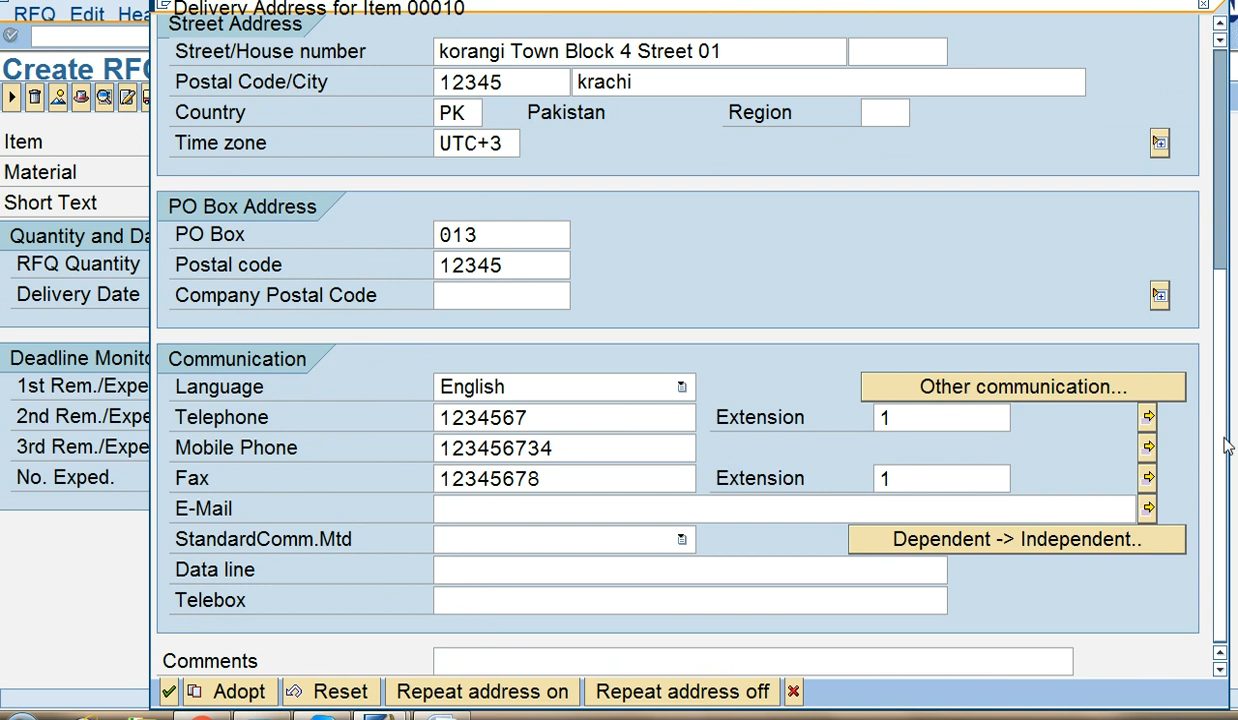 RFQ Edit Hea
Delivery Address for Item 00010
Create RFQ
Street Address
Street/House number korangi Town Block 4 Street 01
Postal Code/City 12345 krachi
Country PK Pakistan Region
Time zone UTC+3
Item
Material
Short Text
Quantity and Da
RFQ Quantity
Delivery Date
Deadline Monito
1st Rem./Expe
2nd Rem./Expe
3rd Rem./Expe
No. Exped.
PO Box Address
PO Box 013
Postal code 12345
Company Postal Code
Communication
Language English Other communication...
Telephone 1234567 Extension 1
Mobile Phone 123456734
Fax 12345678 Extension 1
E-Mail
StandardComm.Mtd Dependent -> Independent..
Data line
Telebox
Comments
Adopt Reset Repeat address on Repeat address off